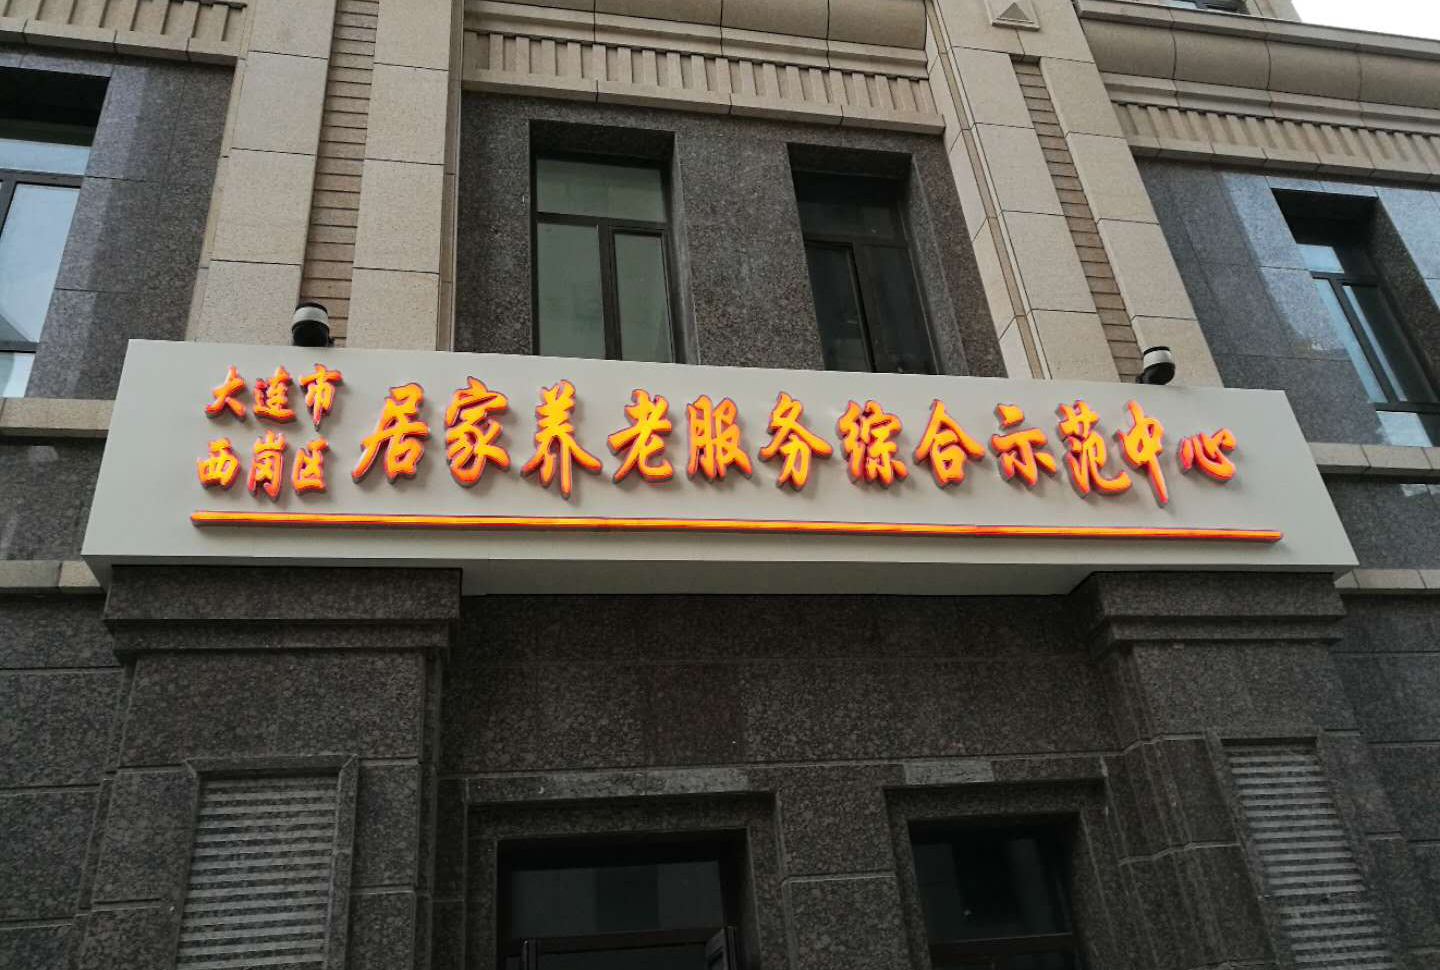 大连市
西岗区
居家养老服务综合示范中心